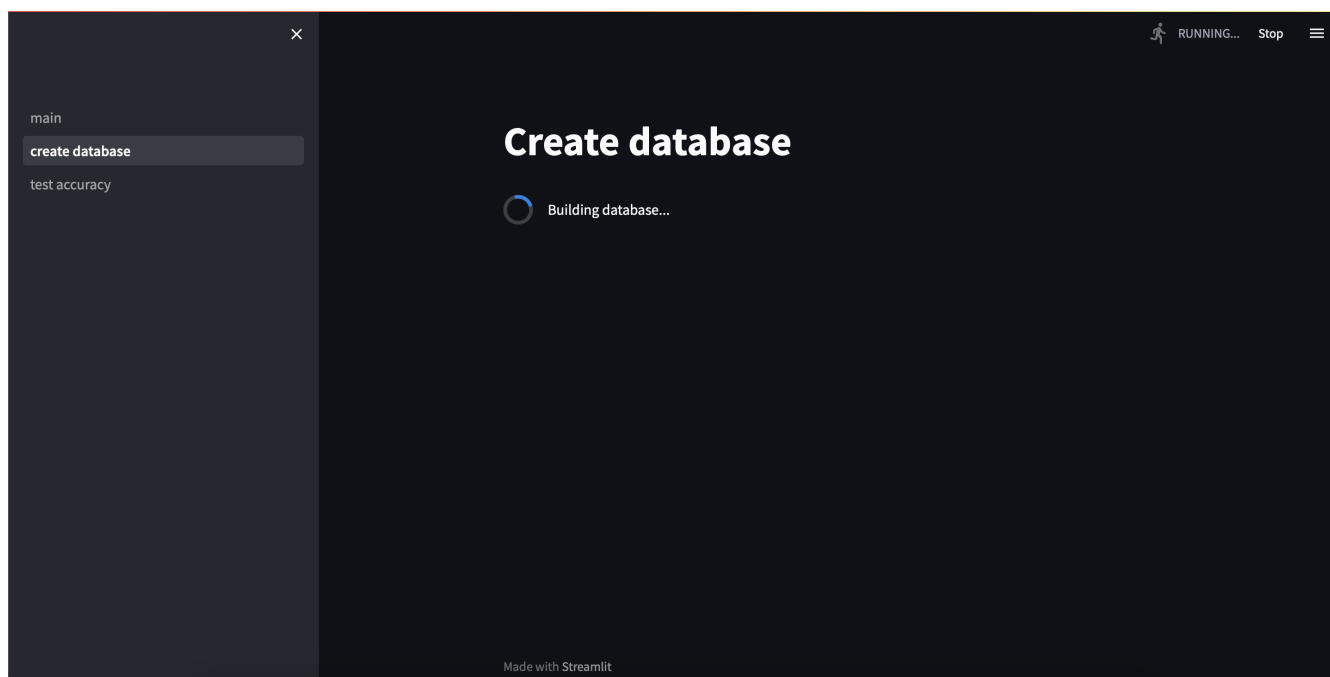 RUNNING... Stop
main
create database
test accuracy
Create database
Building database...
Made with Streamlit